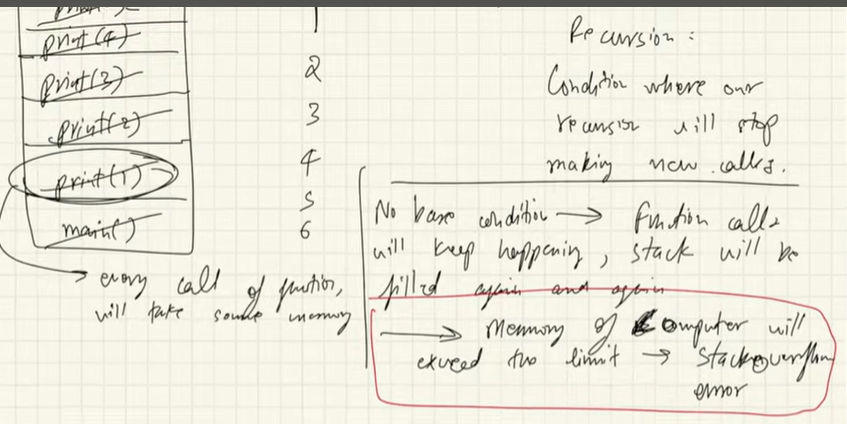 print(4)
print(3)
print(2)
print(1)
main()
1
2
3
4
5
6
every call of function,
will take some memory
Recursion :
Condition where our
recursion will stop
making new calls.
No base condition → function calls
will keep happening, stack will be
filled again and again
→ Memory of computer will
exceed the limit → stackoverflow
error